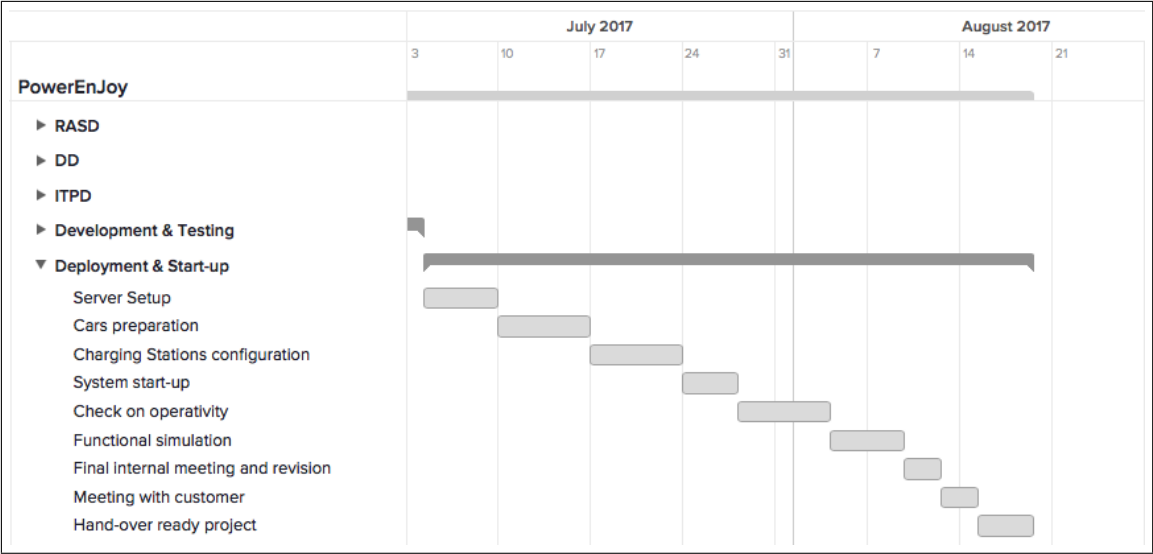 July 2017 August 2017
3 10 17 24 31 7 14 21
PowerEnJoy
RASD
DD
ITPD
Development & Testing
Deployment & Start-up
Server Setup
Cars preparation
Charging Stations configuration
System start-up
Check on operativity
Functional simulation
Final internal meeting and revision
Meeting with customer
Hand-over ready project